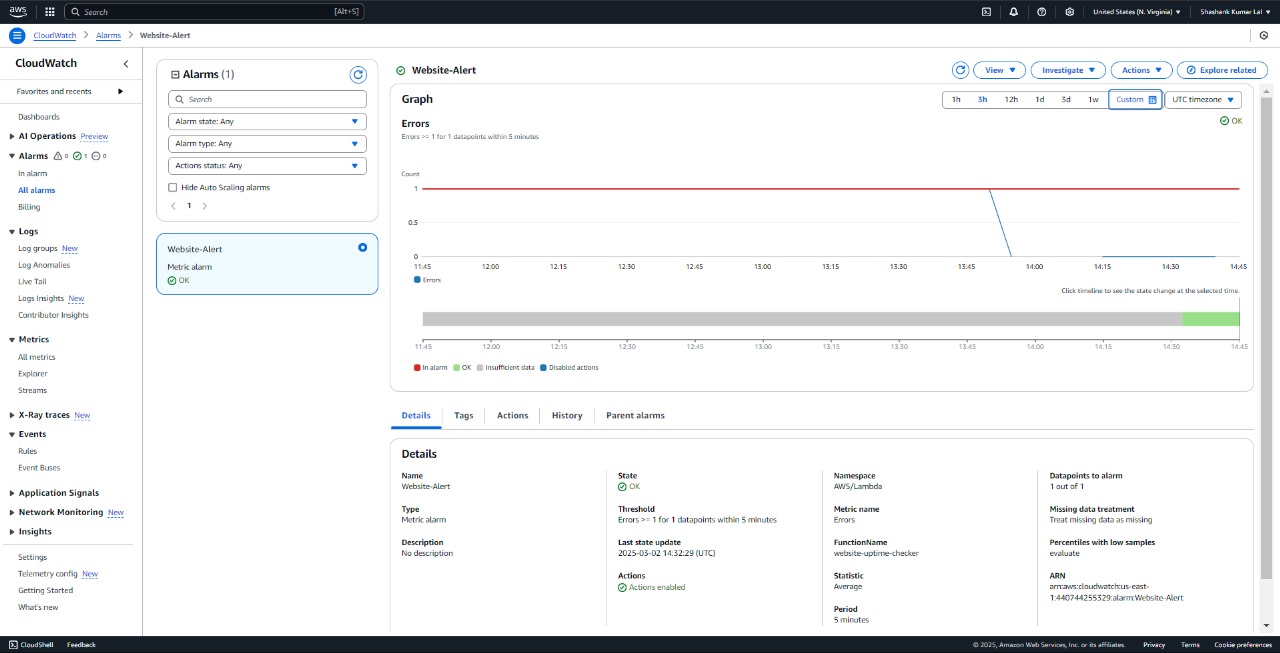 aws
Search [Alt+S]
United States (N. Virginia)
Shashank Kumar Lal
CloudWatch > Alarms > Website-Alert
CloudWatch
Favorites and recents
Dashboards
AI Operations Preview
Alarms 0 1 0
In alarm
All alarms
Billing
Logs
Log groups New
Log Anomalies
Live Tail
Logs Insights New
Contributor Insights
Metrics
All metrics
Explorer
Streams
X-Ray traces New
Events
Rules
Event Buses
Application Signals
Network Monitoring New
Insights
Settings
Telemetry config New
Getting Started
What's new
Alarms (1)
Search
Alarm state: Any
Alarm type: Any
Actions status: Any
Hide Auto Scaling alarms
< 1 >
Website-Alert
Metric alarm
OK
Website-Alert
View
Investigate
Actions
Explore related
Graph
1h 3h 12h 1d 3d 1w Custom UTC timezone
Errors
OK
Errors >= 1 for 1 datapoints within 5 minutes
Count
1
0.5
0
11:45 12:00 12:15 12:30 12:45 13:00 13:15 13:30 13:45 14:00 14:15 14:30 14:45
Errors
Click timeline to see the state change at the selected time.
11:45 12:00 12:15 12:30 12:45 13:00 13:15 13:30 13:45 14:00 14:15 14:30 14:45
In alarm OK Insufficient data Disabled actions
Details Tags Actions History Parent alarms
Details
Name
Website-Alert
Type
Metric alarm
Description
No description
State
OK
Threshold
Errors >= 1 for 1 datapoints within 5 minutes
Last state update
2025-03-02 14:32:29 (UTC)
Actions
Actions enabled
Namespace
AWS/Lambda
Metric name
Errors
FunctionName
website-uptime-checker
Statistic
Average
Period
5 minutes
Datapoints to alarm
1 out of 1
Missing data treatment
Treat missing data as missing
Percentiles with low samples
evaluate
ARN
arn:aws:cloudwatch:us-east-
1:440744255329:alarm:Website-Alert
CloudShell Feedback
© 2025, Amazon Web Services, Inc. or its affiliates. Privacy Terms Cookie preferences